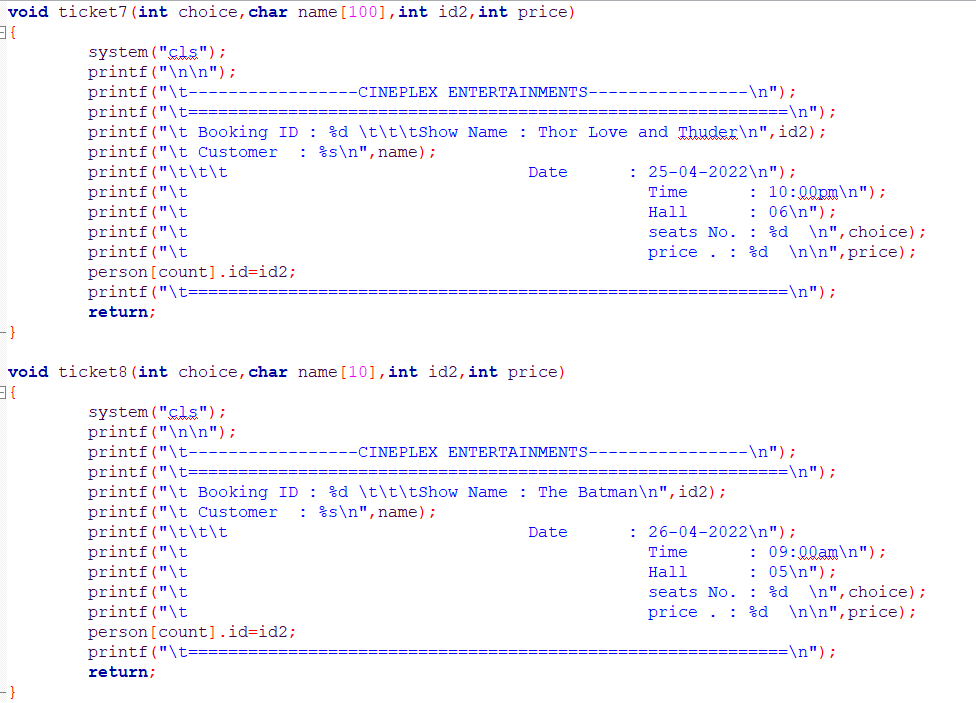 void ticket7(int choice,char name[100],int id2,int price)
{
        system("cls");
        printf("\n\n");
        printf("\t-----------------CINEPLEX ENTERTAINMENTS----------------\n");
        printf("\t============================================================\n");
        printf("\t Booking ID : %d \t\t\tShow Name : Thor Love and Thuder\n",id2);
        printf("\t Customer  : %s\n",name);
        printf("\t\t\t                              Date      : 25-04-2022\n");
        printf("\t                                              Time      : 10:00pm\n");
        printf("\t                                              Hall      : 06\n");
        printf("\t                                              seats No. : %d  \n",choice);
        printf("\t                                              price . : %d  \n\n",price);
        person[count].id=id2;
        printf("\t============================================================\n");
        return;
}
void ticket8(int choice,char name[10],int id2,int price)
{
        system("cls");
        printf("\n\n");
        printf("\t-----------------CINEPLEX ENTERTAINMENTS----------------\n");
        printf("\t============================================================\n");
        printf("\t Booking ID : %d \t\t\tShow Name : The Batman\n",id2);
        printf("\t Customer  : %s\n",name);
        printf("\t\t\t                              Date      : 26-04-2022\n");
        printf("\t                                              Time      : 09:00am\n");
        printf("\t                                              Hall      : 05\n");
        printf("\t                                              seats No. : %d  \n",choice);
        printf("\t                                              price . : %d  \n\n",price);
        person[count].id=id2;
        printf("\t============================================================\n");
        return;
}